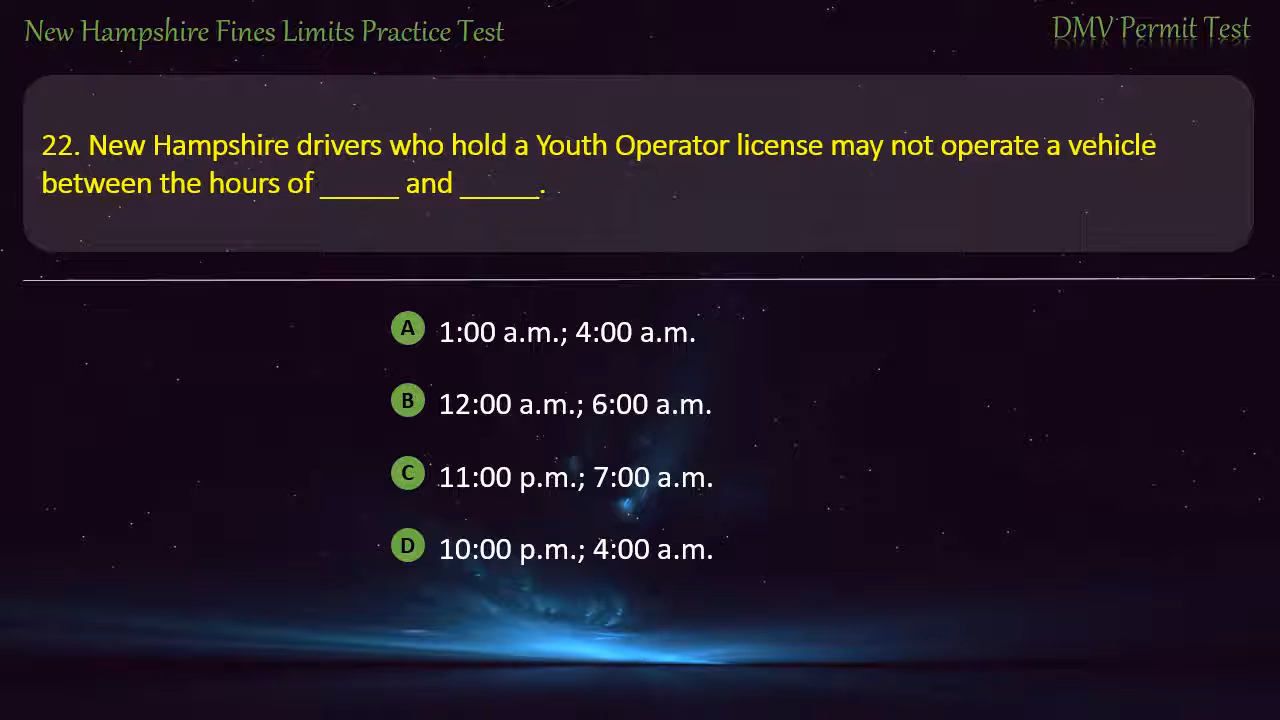 New Hampshire Fines Limits Practice Test
DMV Permit Test
22. New Hampshire drivers who hold a Youth Operator license may not operate a vehicle
between the hours of _____ and _____.
A 1:00 a.m.; 4:00 a.m.
B 12:00 a.m.; 6:00 a.m.
C 11:00 p.m.; 7:00 a.m.
D 10:00 p.m.; 4:00 a.m.